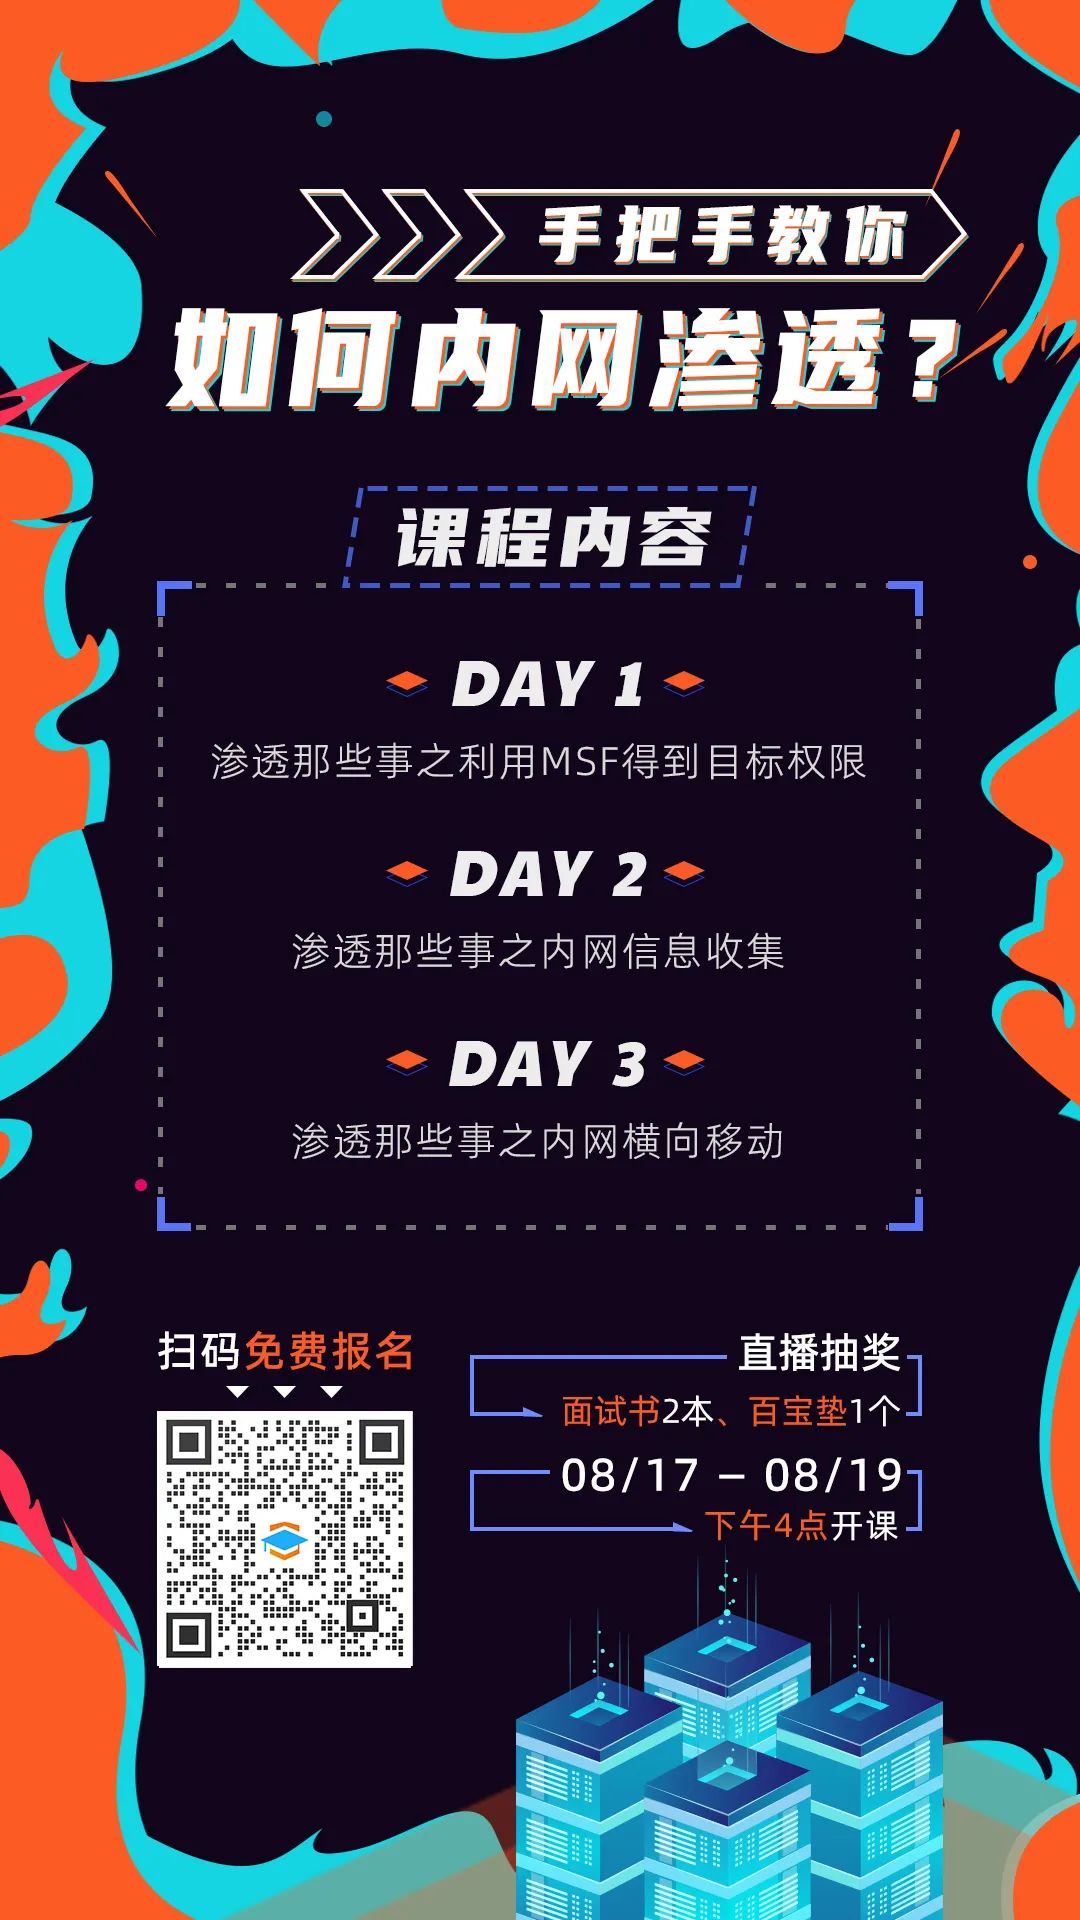 手把手教你
如何内网渗透?
课程内容
DAY 1
渗透那些事之利用MSF得到目标权限
DAY 2
渗透那些事之内网信息收集
DAY 3
渗透那些事之内网横向移动
扫码免费报名
直播抽奖
面试书2本、百宝垫1个
08/17 – 08/19
下午4点开课